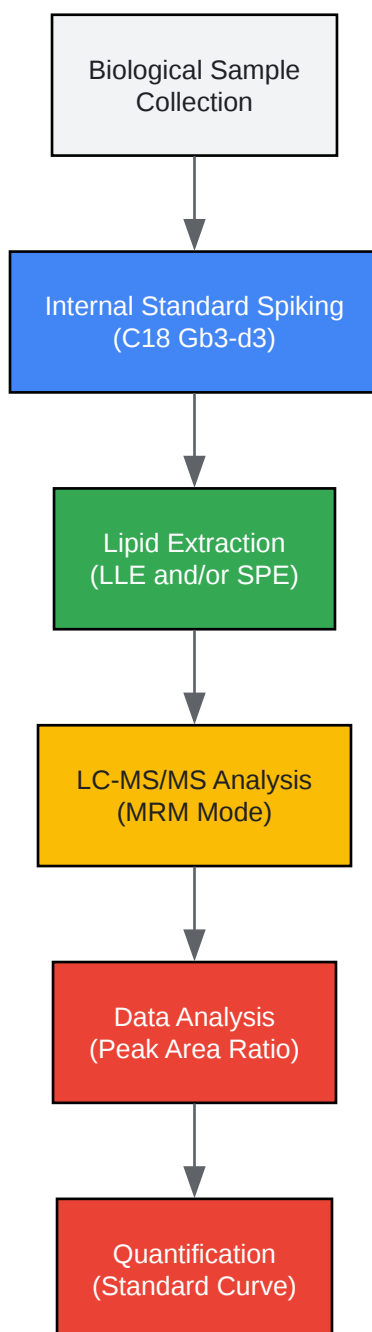 Biological Sample
Collection
Internal Standard Spiking
(C18 Gb3-d3)
Lipid Extraction
(LLE and/or SPE)
LC-MS/MS Analysis
(MRM Mode)
Data Analysis
(Peak Area Ratio)
Quantification
(Standard Curve)